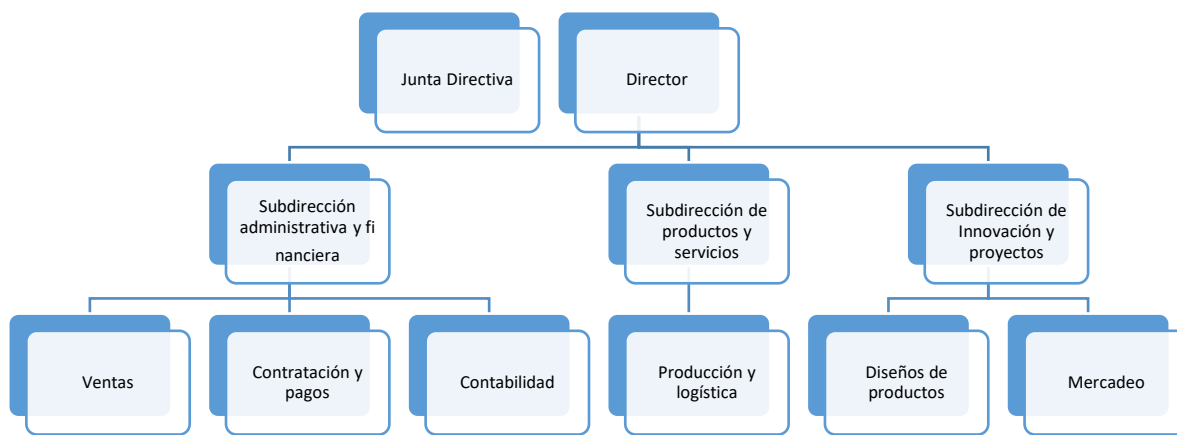 Junta Directiva
Director
Subdirección
administrativa y fi
nanciera
Subdirección de
productos y
servicios
Subdirección de
Innovación y
proyectos
Ventas
Contratación y
pagos
Contabilidad
Producción y
logística
Diseños de
productos
Mercadeo